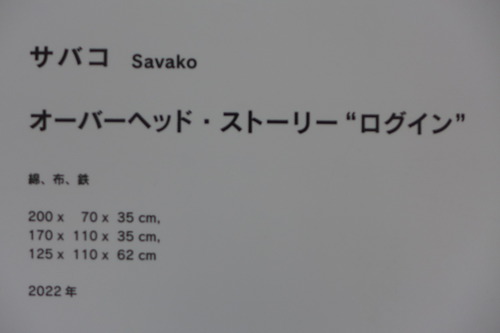 サバコ Savako
オーバーヘッド・ストーリー“ログイン”
綿、布、鉄
200 x 70 x 35 cm,
170 x 110 x 35 cm,
125 x 110 x 62 cm
2022 年